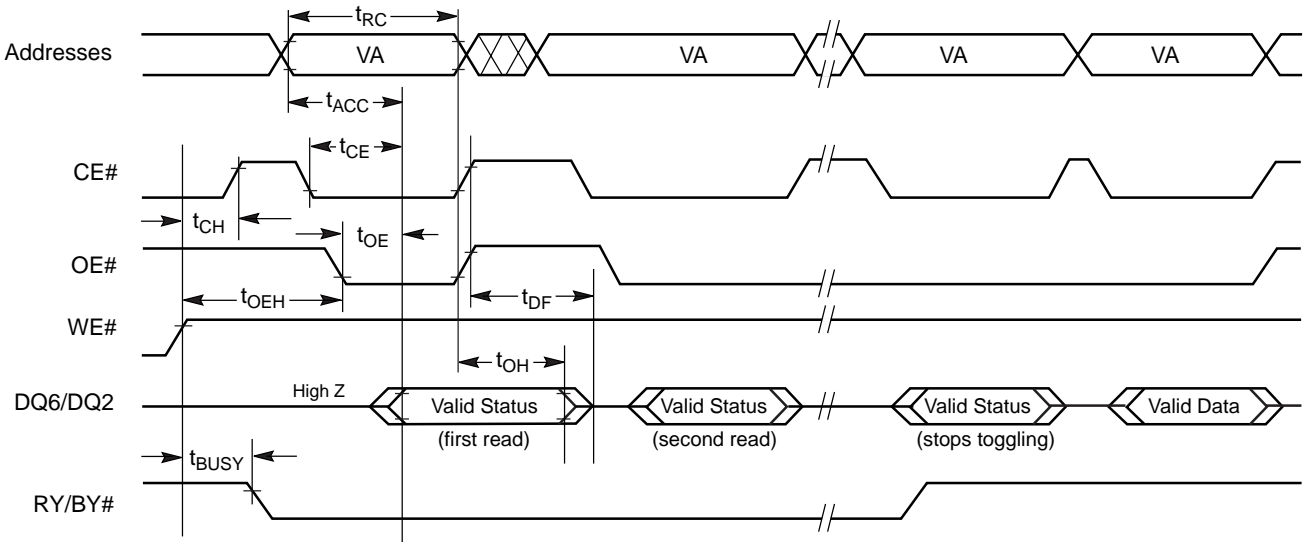 tRC
Addresses VA VA VA VA
tACC
tCE
CE#
tCH tOE
OE#
tOEH tDF
WE#
tOH
High Z
DQ6/DQ2 Valid Status Valid Status Valid Status Valid Data
(first read) (second read) (stops toggling)
tBUSY
RY/BY#